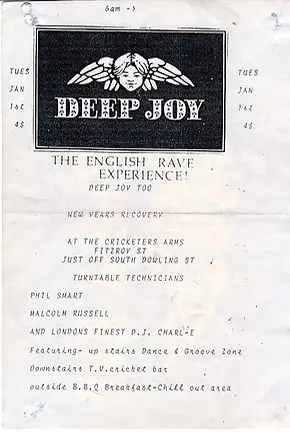 6am ->
TUES
JAN
1st
4$
TUES
JAN
1st
4$
DEEP JOY
THE ENGLISH RAVE
EXPERIENCE!
DEEP JOY TOO
NEW YEARS RECOVERY
AT THE CRICKETERS ARMS
FITZROY ST
JUST OFF SOUTH DOWLING ST
TURNTABLE TECHNICIANS
PHIL SMART
MALCOLM RUSSELL
AND LONDONS FINEST D.J. CHARL-E
Featuring- up stairs Dance & Groove Zone
Downstairs T.V.cricket bar
outside B.B.Q Breakfast=Chill out area